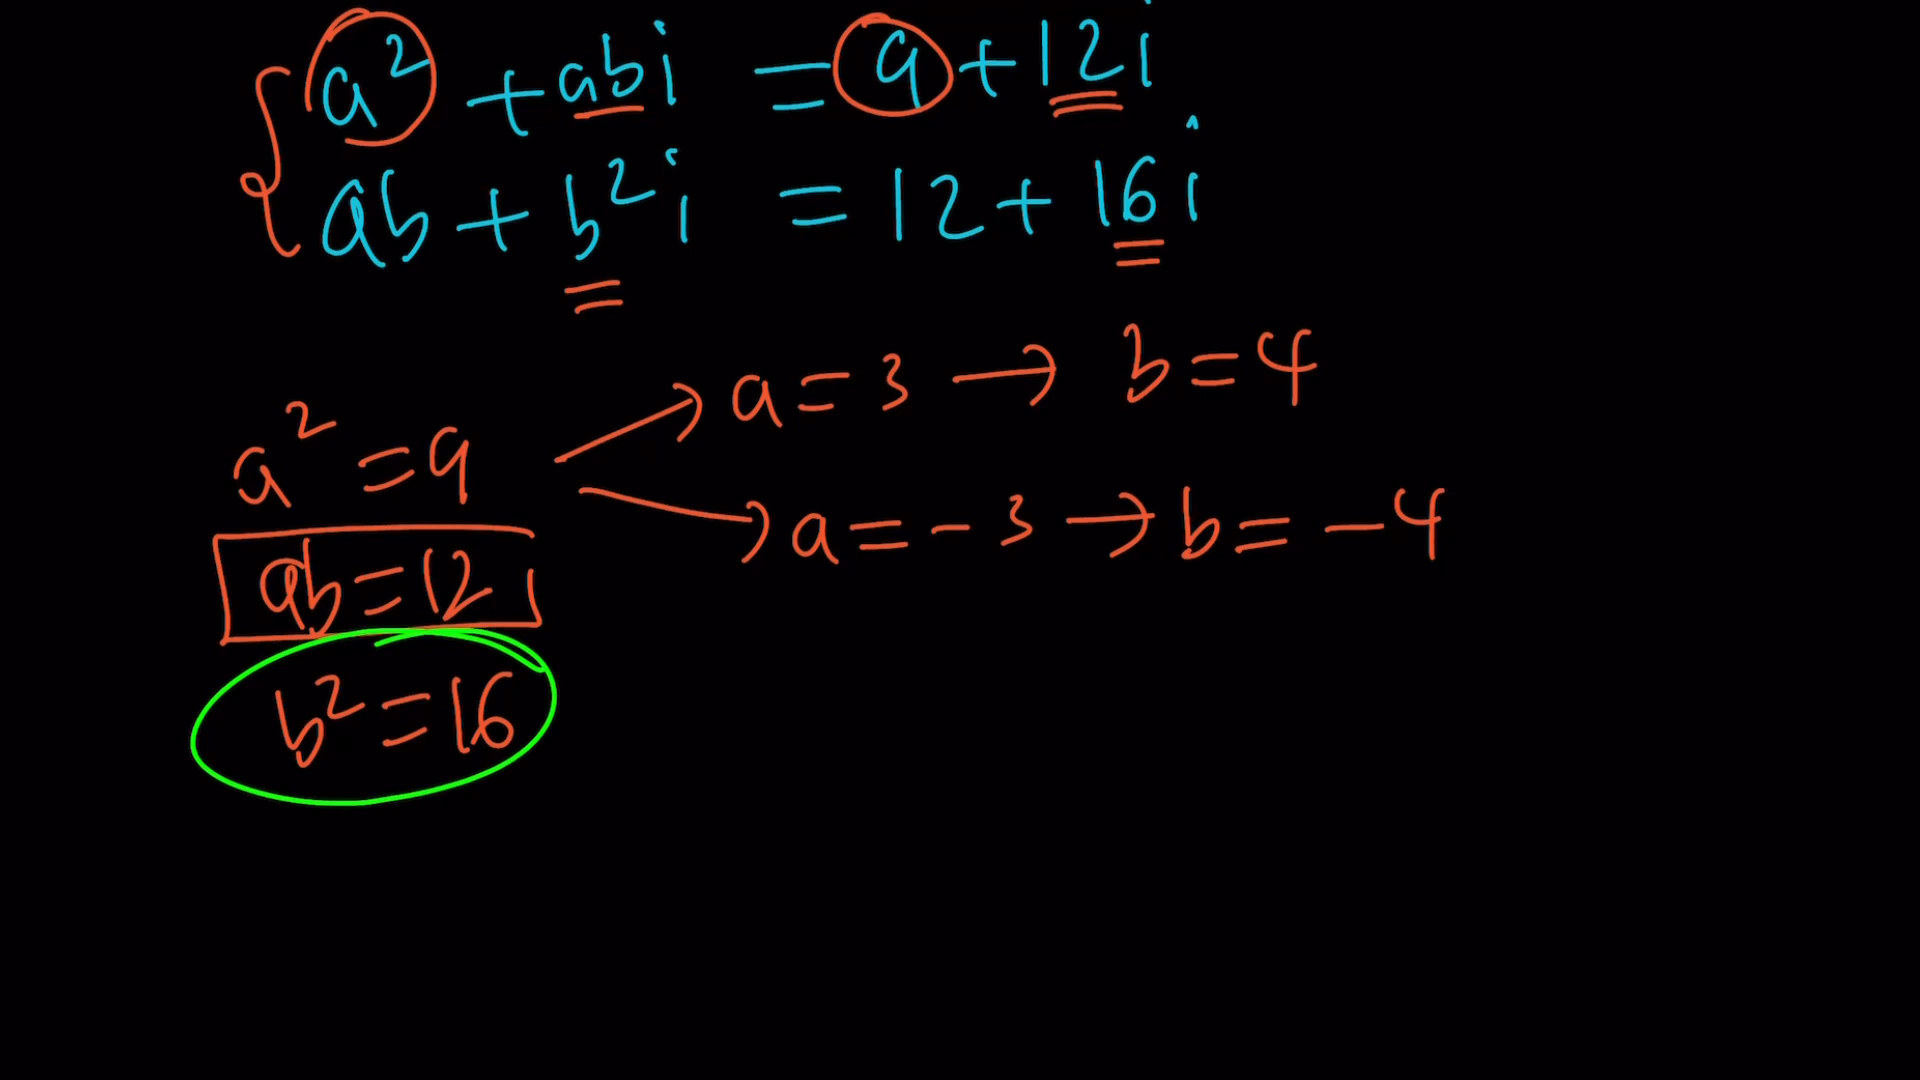 a² + abi = 9 + 12i
ab + b²i = 12 + 16i
a = 3 → b = 4
a² = 9
a = -3 → b = -4
ab = 12
b² = 16